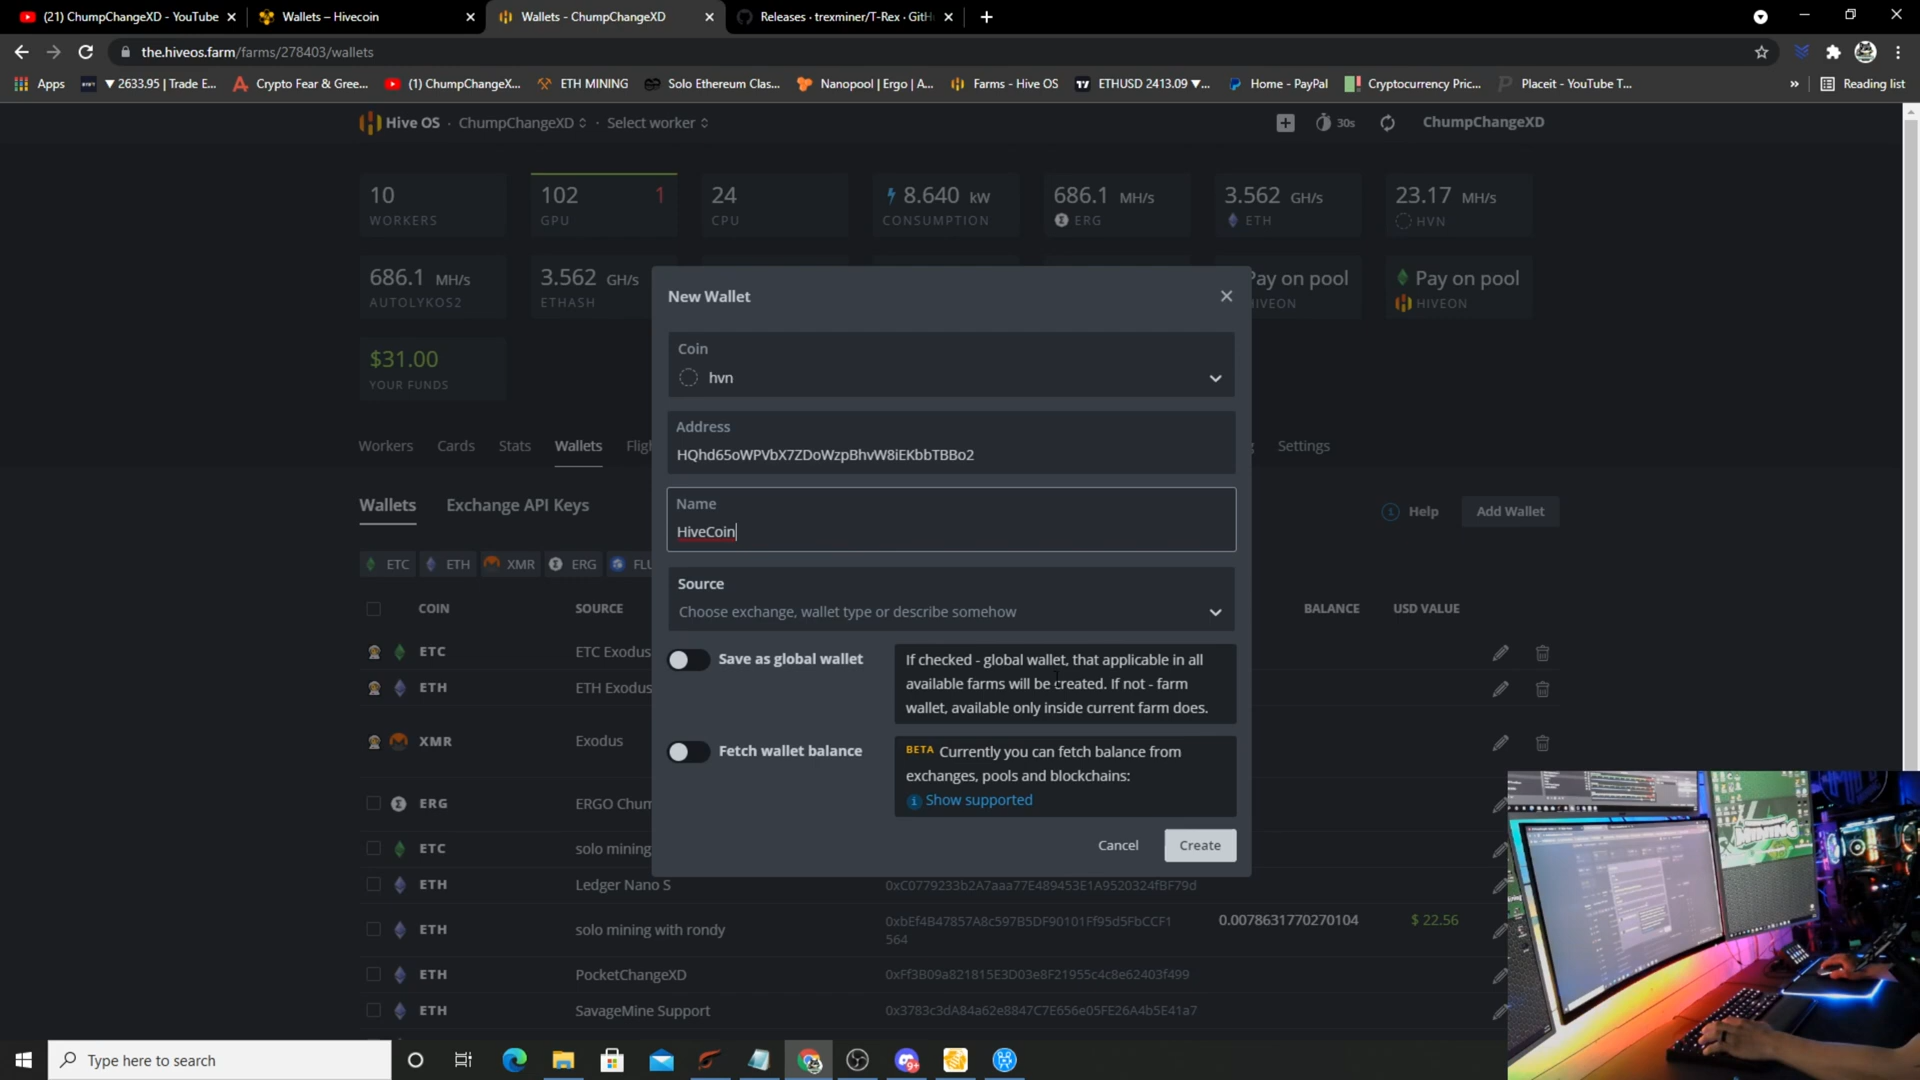 (21) ChumpChangeXD - YouTube
Wallets – Hivecoin
Wallets - ChumpChangeXD
Releases · trexminer/T-Rex · GitH
the.hiveos.farm/farms/278403/wallets
Apps
▼ 2633.95 | Trade E...
Crypto Fear & Gree...
(1) ChumpChangeX...
ETH MINING
Solo Ethereum Clas...
Nanopool | Ergo | A...
Farms - Hive OS
ETHUSD 2413.09 ▼...
Home - PayPal
Cryptocurrency Pric...
Placeit - YouTube T...
»
Reading list
Hive OS · ChumpChangeXD · Select worker
30s
ChumpChangeXD
10
WORKERS
102 1
GPU
24
CPU
8.640 kW
CONSUMPTION
686.1 MH/s
ERG
3.562 GH/s
ETH
23.17 MH/s
HVN
686.1 MH/s
AUTOLYKOS2
3.562 GH/s
ETHASH
Pay on pool
HIVEON
Pay on pool
HIVEON
$31.00
YOUR FUNDS
Workers Cards Stats Wallets Fligh Settings
Wallets Exchange API Keys
Help
Add Wallet
ETC ETH XMR ERG FLU
COIN SOURCE BALANCE USD VALUE
ETC ETC Exodus
ETH ETH Exodus
XMR Exodus
ERG ERGO Chum
ETC solo mining
ETH Ledger Nano S 0xC0779233b2A7aaa77E489453E1A9520324fBF79d
ETH solo mining with rondy 0xbEf4B47857A8c597B5DF90101Ff95d5FbCCF1
564
0.0078631770270104 $ 22.56
ETH PocketChangeXD 0xFf3B09a821815E3D03e8F21955c4c8e62403f499
ETH SavageMine Support 0x3783c3dA84a62e8847C7E656e05FE26A4b5E41a7
New Wallet
Coin
hvn
Address
HQhd65oWPVbX7ZDoWzpBhvW8iEKbbTBBo2
Name
HiveCoin
Source
Choose exchange, wallet type or describe somehow
Save as global wallet
If checked - global wallet, that applicable in all
available farms will be created. If not - farm
wallet, available only inside current farm does.
Fetch wallet balance
BETA Currently you can fetch balance from
exchanges, pools and blockchains:
Show supported
Cancel
Create
MINING
Type here to search